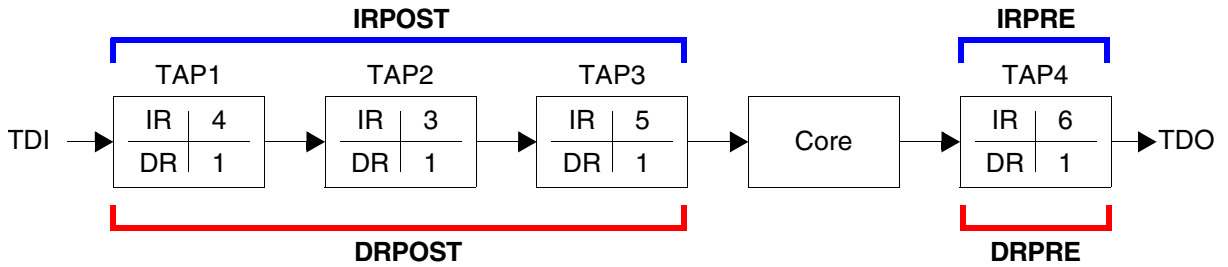 IRPOST IRPRE
TAP1 TAP2 TAP3 TAP4
TDI IR 4 IR 3 IR 5 Core IR 6 TDO
DR 1 DR 1 DR 1 DR 1
DRPOST DRPRE